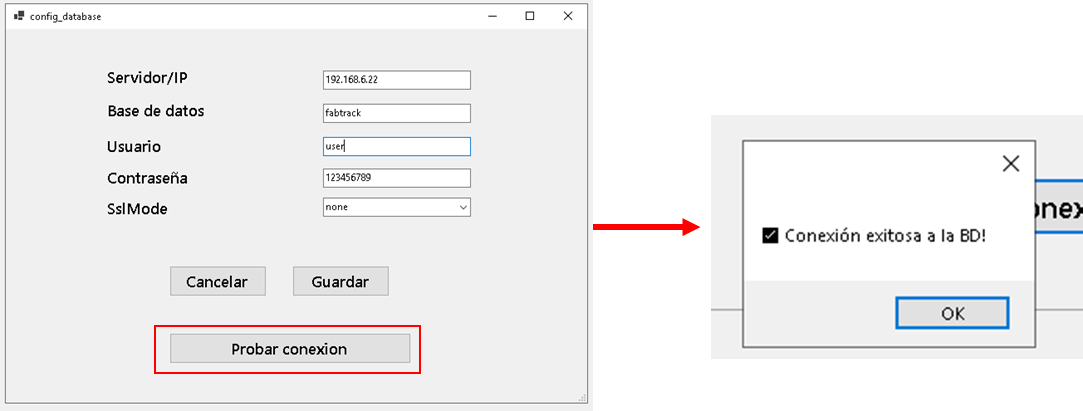 config_database
Servidor/IP
192.168.6.22
Base de datos
fabtrack
Usuario
user
Contraseña
123456789
SslMode
none
Cancelar
Guardar
Probar conexion
Conexión exitosa a la BD!
OK